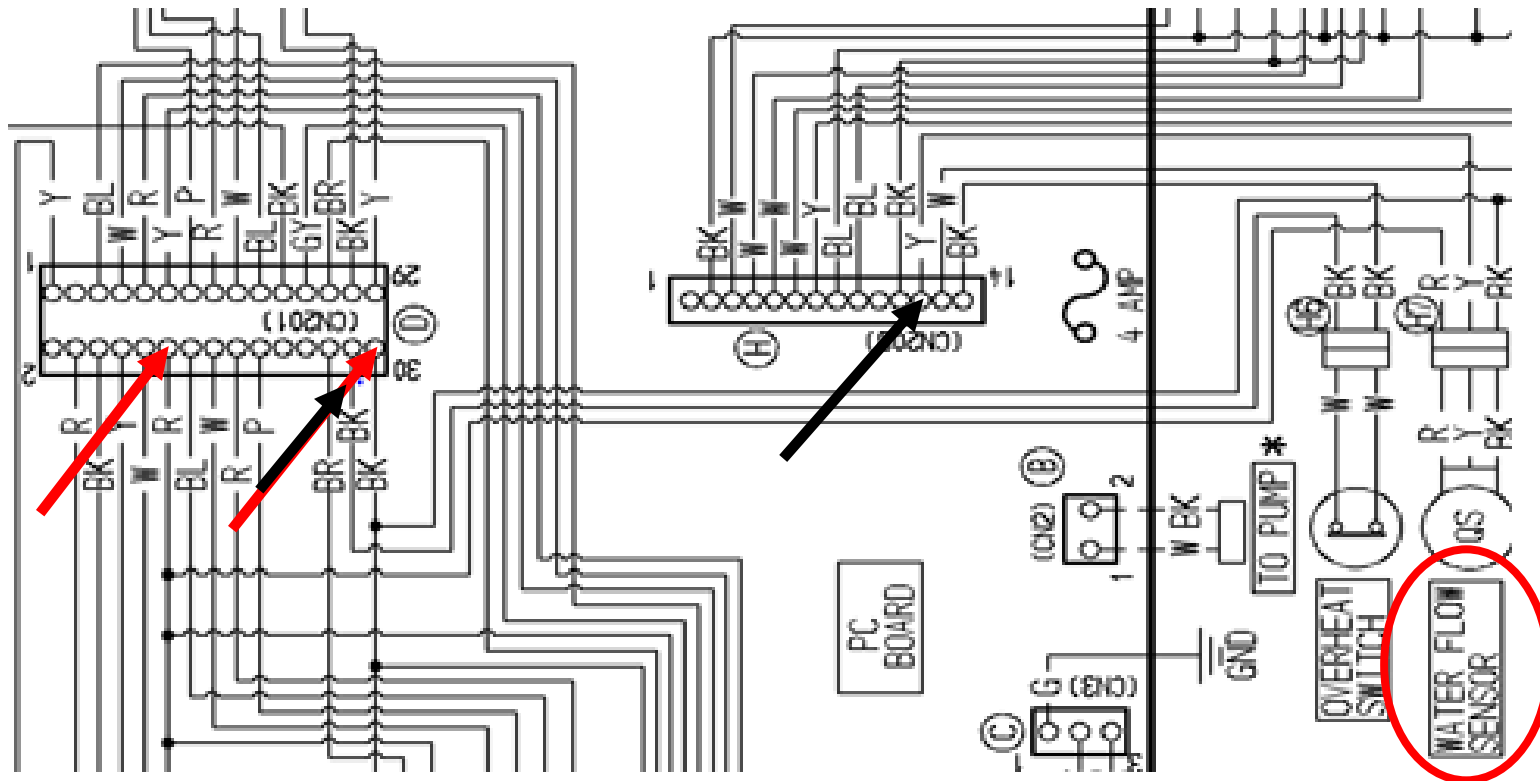 Y
BL
W
R
Y
P
R
W
BL
BK
GY
BR
BK
Y
1
29
(CN201)
D
2
30
R
BK
Y
W
R
BL
W
R
P
BR
BK
BK
BK
W
W
W
Y
BL
BL
BK
Y
W
BK
1
14
H
4 AMP
BK
BK
R
Y
BK
H6
H7
W
W
R
Y
BK
B
(CN2)
2
1
BK
W
TO PUMP
*
QS
PC
BOARD
OVERHEAT
SWITCH
WATER FLOW
SENSOR
GND
G
(CN3)
C